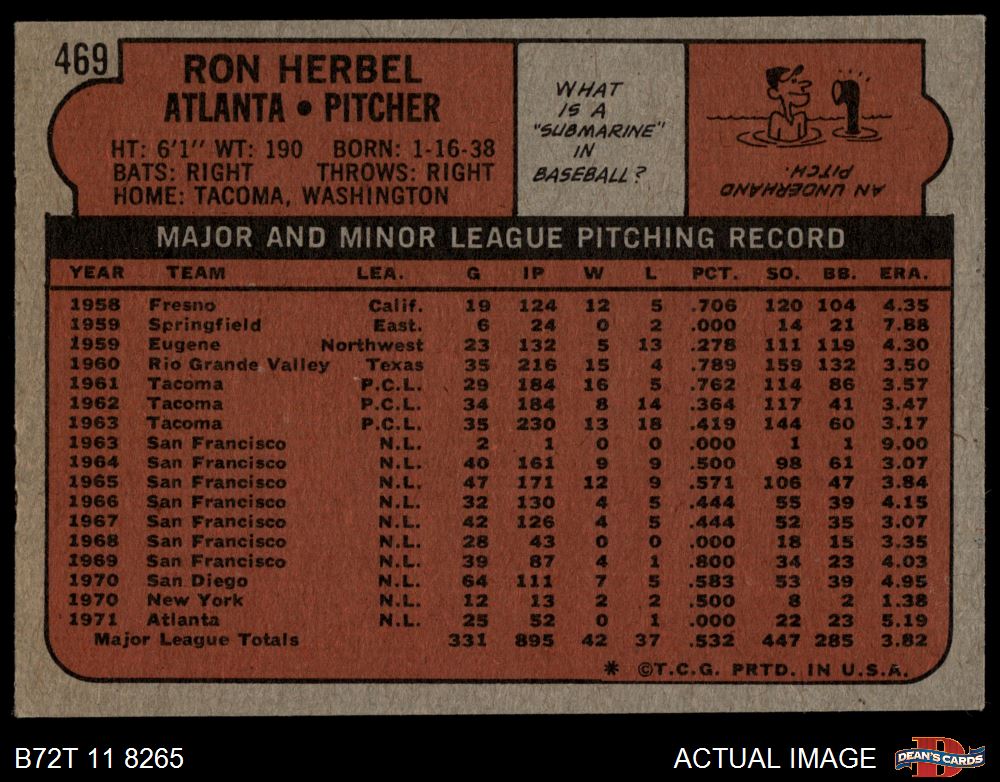 469
RON HERBEL
ATLANTA • PITCHER
HT: 6'1" WT: 190 BORN: 1-16-38
BATS: RIGHT THROWS: RIGHT
HOME: TACOMA, WASHINGTON
WHAT
IS A
"SUBMARINE"
IN
BASEBALL?
AN UNDERHAND
PITCH.
MAJOR AND MINOR LEAGUE PITCHING RECORD
YEAR TEAM LEA. G IP W L PCT. SO. BB. ERA.
1958 Fresno Calif. 19 124 12 5 .706 120 104 4.35
1959 Springfield East. 6 24 0 2 .000 14 21 7.88
1959 Eugene Northwest 23 132 5 13 .278 111 119 4.30
1960 Rio Grande Valley Texas 35 216 15 4 .789 159 132 3.50
1961 Tacoma P.C.L. 29 184 16 5 .762 114 86 3.57
1962 Tacoma P.C.L. 34 184 8 14 .364 117 41 3.47
1963 Tacoma P.C.L. 35 230 13 18 .419 144 60 3.17
1963 San Francisco N.L. 2 1 0 0 .000 1 1 9.00
1964 San Francisco N.L. 40 161 9 9 .500 98 61 3.07
1965 San Francisco N.L. 47 171 12 9 .571 106 47 3.84
1966 San Francisco N.L. 32 130 4 5 .444 55 39 4.15
1967 San Francisco N.L. 42 126 4 5 .444 52 35 3.07
1968 San Francisco N.L. 28 43 0 0 .000 18 15 3.35
1969 San Francisco N.L. 39 87 4 1 .800 34 23 4.03
1970 San Diego N.L. 64 111 7 5 .583 53 39 4.95
1970 New York N.L. 12 13 2 2 .500 8 2 1.38
1971 Atlanta N.L. 25 52 0 1 .000 22 23 5.19
Major League Totals 331 895 42 37 .532 447 285 3.82
* ©T.C.G. PRTD. IN U.S.A.
B72T 11 8265
ACTUAL IMAGE
D
DEAN'S CARDS